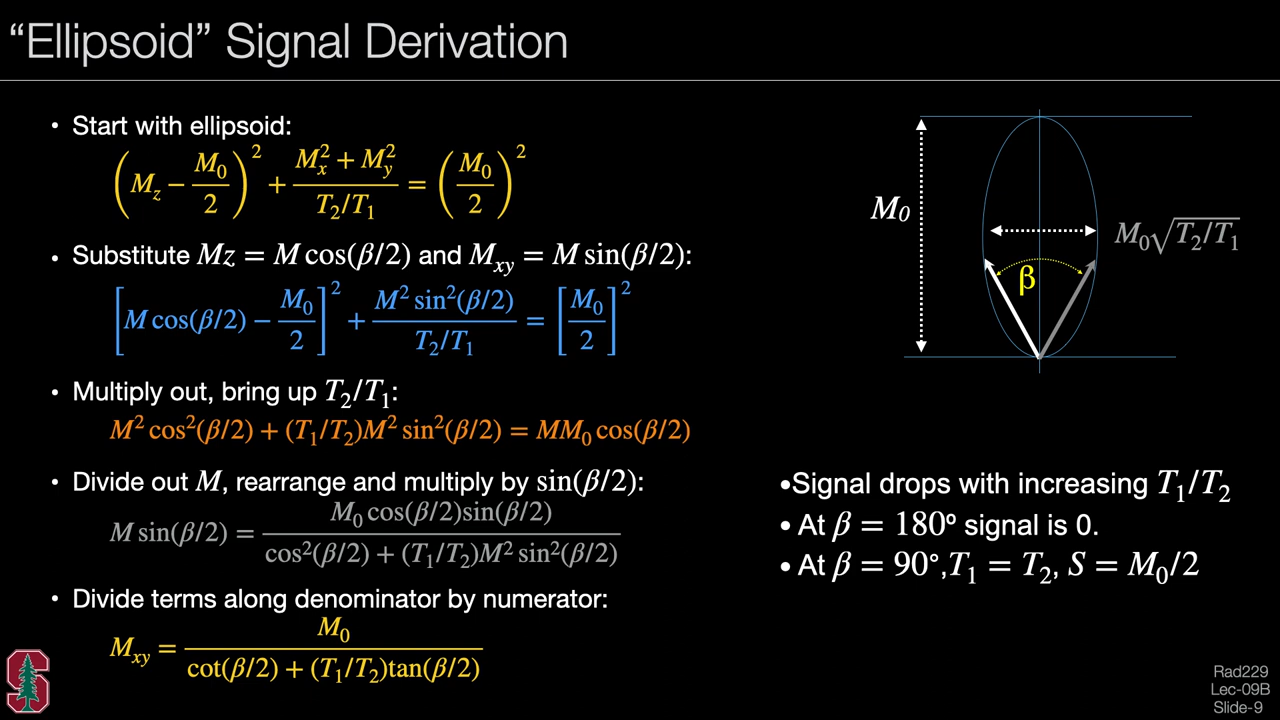 “Ellipsoid” Signal Derivation
• Start with ellipsoid:
(M_z − M_0/2)^2 + (M_x^2 + M_y^2)/(T_2/T_1) = (M_0/2)^2
• Substitute Mz = M cos(β/2) and M_xy = M sin(β/2):
[M cos(β/2) − M_0/2]^2 + (M^2 sin^2(β/2))/(T_2/T_1) = [M_0/2]^2
• Multiply out, bring up T_2/T_1:
M^2 cos^2(β/2) + (T_1/T_2)M^2 sin^2(β/2) = MM_0 cos(β/2)
• Divide out M, rearrange and multiply by sin(β/2):
M sin(β/2) = (M_0 cos(β/2)sin(β/2))/(cos^2(β/2) + (T_1/T_2)M^2 sin^2(β/2))
• Divide terms along denominator by numerator:
M_xy = M_0/(cot(β/2) + (T_1/T_2)tan(β/2))
M_0
M_0√(T_2/T_1)
β
•Signal drops with increasing T_1/T_2
• At β = 180º signal is 0.
• At β = 90°,T_1 = T_2, S = M_0/2
S
Rad229
Lec-09B
Slide-9